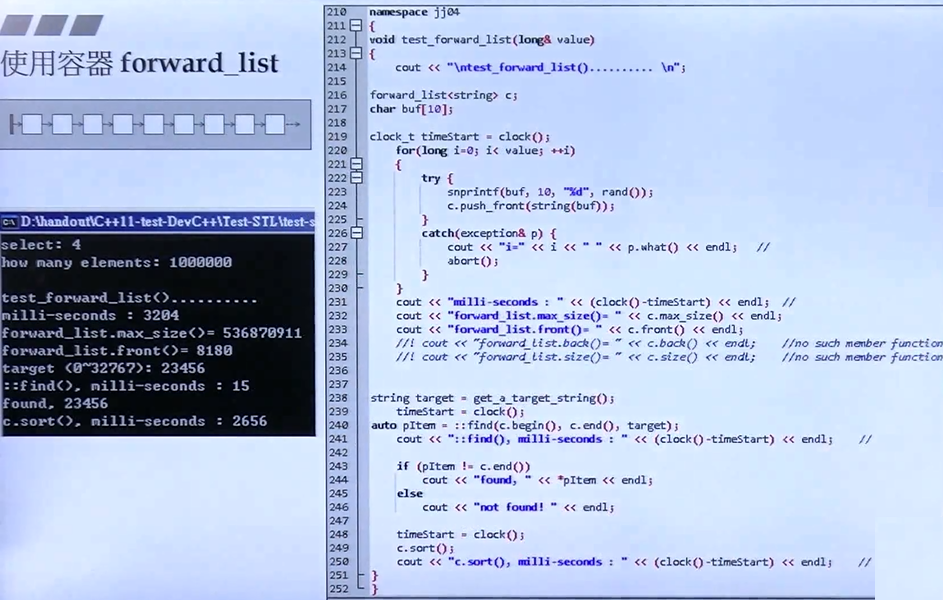 使用容器 forward_list
D:\handout\C++11-test-DevC++\Test-STL\test-s
select: 4
how many elements: 1000000
test_forward_list()..........
milli-seconds : 3204
forward_list.max_size()= 536870911
forward_list.front()= 8180
target (0~32767): 23456
::find(), milli-seconds : 15
found, 23456
c.sort(), milli-seconds : 2656
210 namespace jj04
211 {
212 void test_forward_list(long& value)
213 {
214 cout << "\ntest_forward_list().......... \n";
215
216 forward_list<string> c;
217 char buf[10];
218
219 clock_t timeStart = clock();
220 for(long i=0; i< value; ++i)
221 {
222 try {
223 snprintf(buf, 10, "%d", rand());
224 c.push_front(string(buf));
225 }
226 catch(exception& p) {
227 cout << "i=" << i << " " << p.what() << endl; //
228 abort();
229 }
230 }
231 cout << "milli-seconds : " << (clock()-timeStart) << endl; //
232 cout << "forward_list.max_size()= " << c.max_size() << endl;
233 cout << "forward_list.front()= " << c.front() << endl;
234 //! cout << "forward_list.back()= " << c.back() << endl; //no such member function
235 //! cout << "forward_list.size()= " << c.size() << endl; //no such member function
236
237
238 string target = get_a_target_string();
239 timeStart = clock();
240 auto pItem = ::find(c.begin(), c.end(), target);
241 cout << "::find(), milli-seconds : " << (clock()-timeStart) << endl; //
242
243 if (pItem != c.end())
244 cout << "found, " << *pItem << endl;
245 else
246 cout << "not found! " << endl;
247
248 timeStart = clock();
249 c.sort();
250 cout << "c.sort(), milli-seconds : " << (clock()-timeStart) << endl; //
251 }
252 }